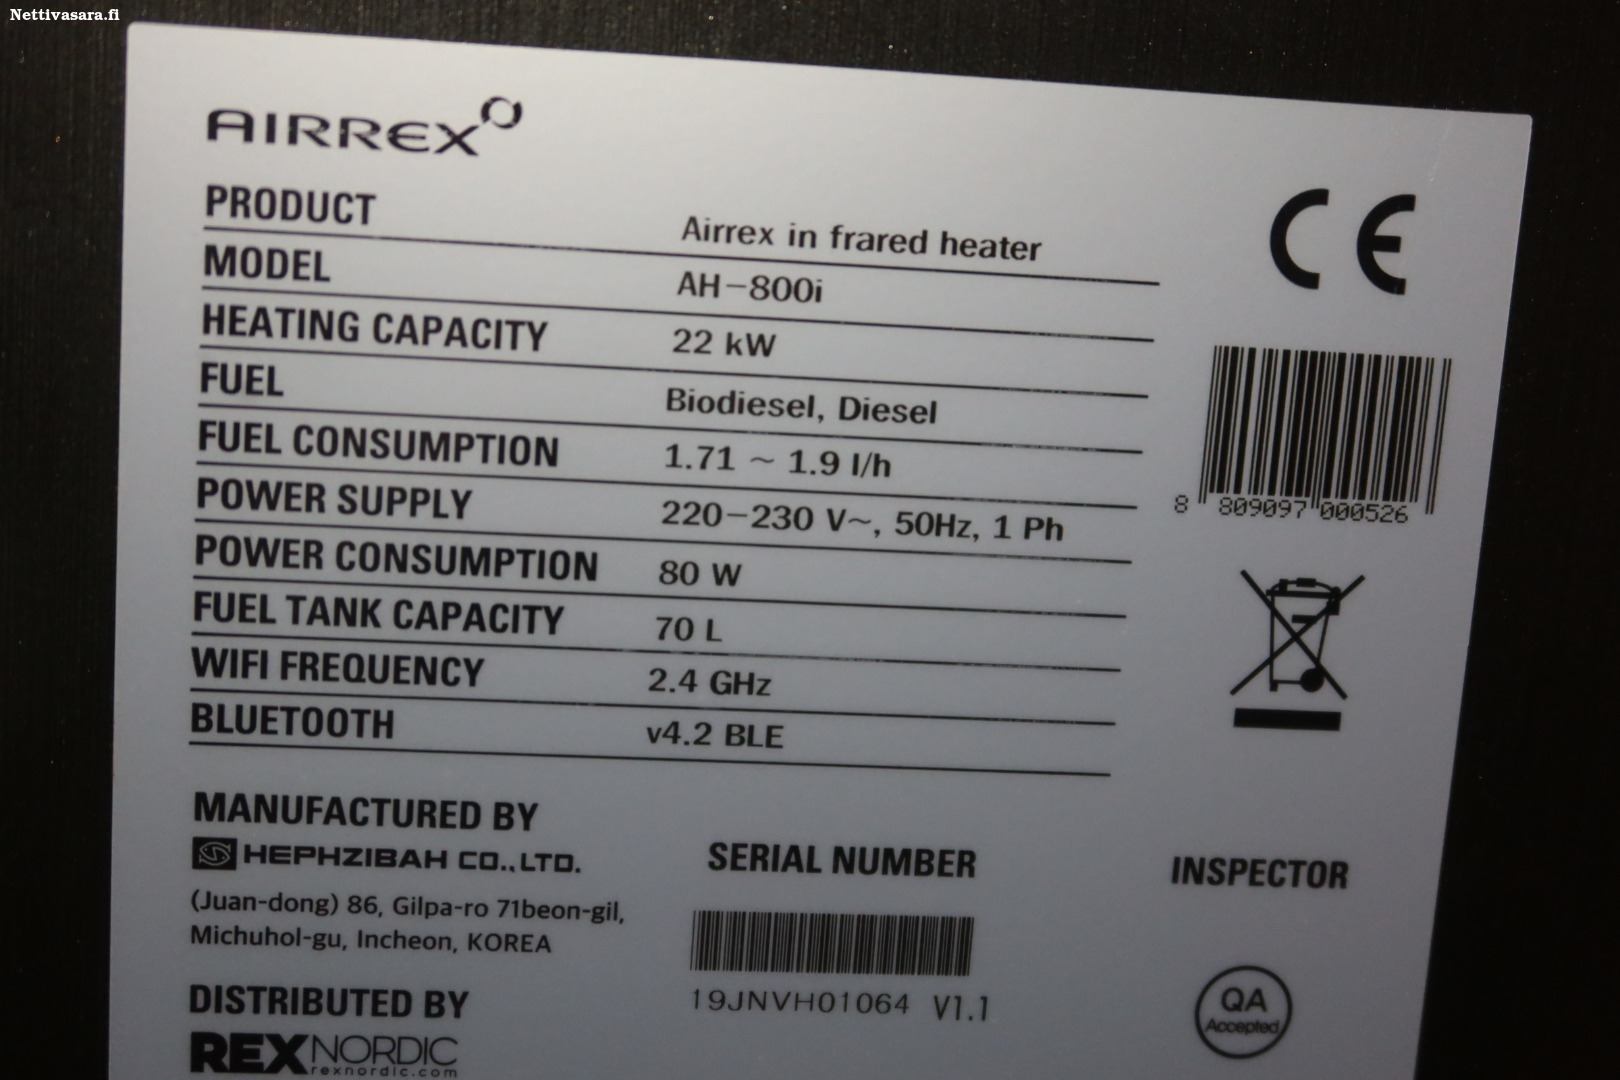 Nettivasara.fi
AIRREX
PRODUCT Airrex in frared heater
MODEL AH-800i
HEATING CAPACITY 22 kW
FUEL Biodiesel, Diesel
FUEL CONSUMPTION 1.71 ~ 1.9 l/h
POWER SUPPLY 220-230 V~, 50Hz, 1 Ph
POWER CONSUMPTION 80 W
FUEL TANK CAPACITY 70 L
WIFI FREQUENCY 2.4 GHz
BLUETOOTH v4.2 BLE
CE
8 809097 000526
MANUFACTURED BY
HEPHZIBAH CO.,LTD.
(Juan-dong) 86, Gilpa-ro 71beon-gil,
Michuhol-gu, Incheon, KOREA
DISTRIBUTED BY
REXNORDIC
rexnordic.com
SERIAL NUMBER
19JNVH01064 V1.1
INSPECTOR
QA
Accepted